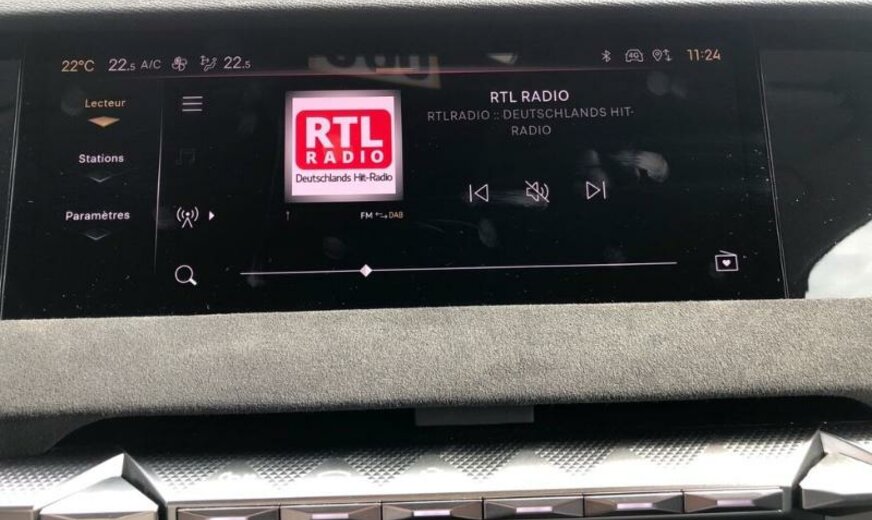 22°C 22.5 A/C 22.5 4G 11:24
Lecteur
Stations
Paramètres
RTL
RADIO
Deutschlands Hit-Radio
FM DAB
RTL RADIO
RTLRADIO :: DEUTSCHLANDS HIT-
RADIO